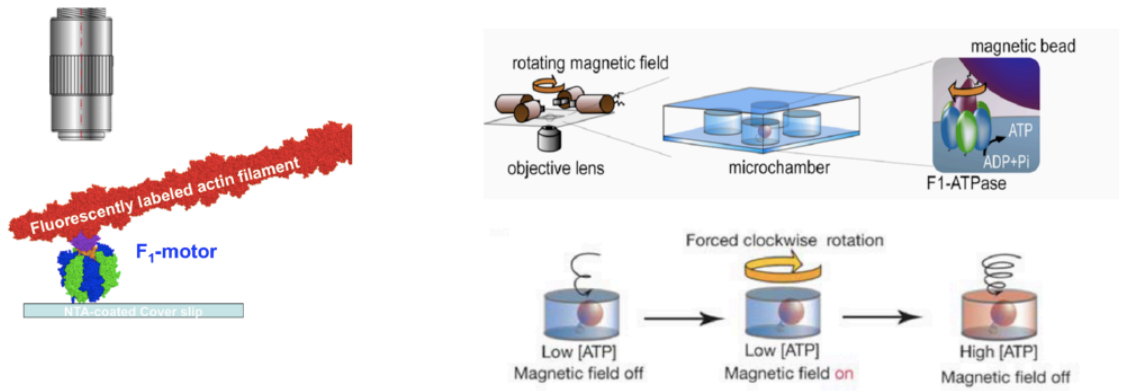 Fluorescently labeled actin filament
F₁-motor
NTA-coated Cover slip
magnetic bead
rotating magnetic field
objective lens
microchamber
ATP
ADP+Pi
F1-ATPase
Forced clockwise rotation
Low [ATP]
Magnetic field off
Low [ATP]
Magnetic field on
High [ATP]
Magnetic field off